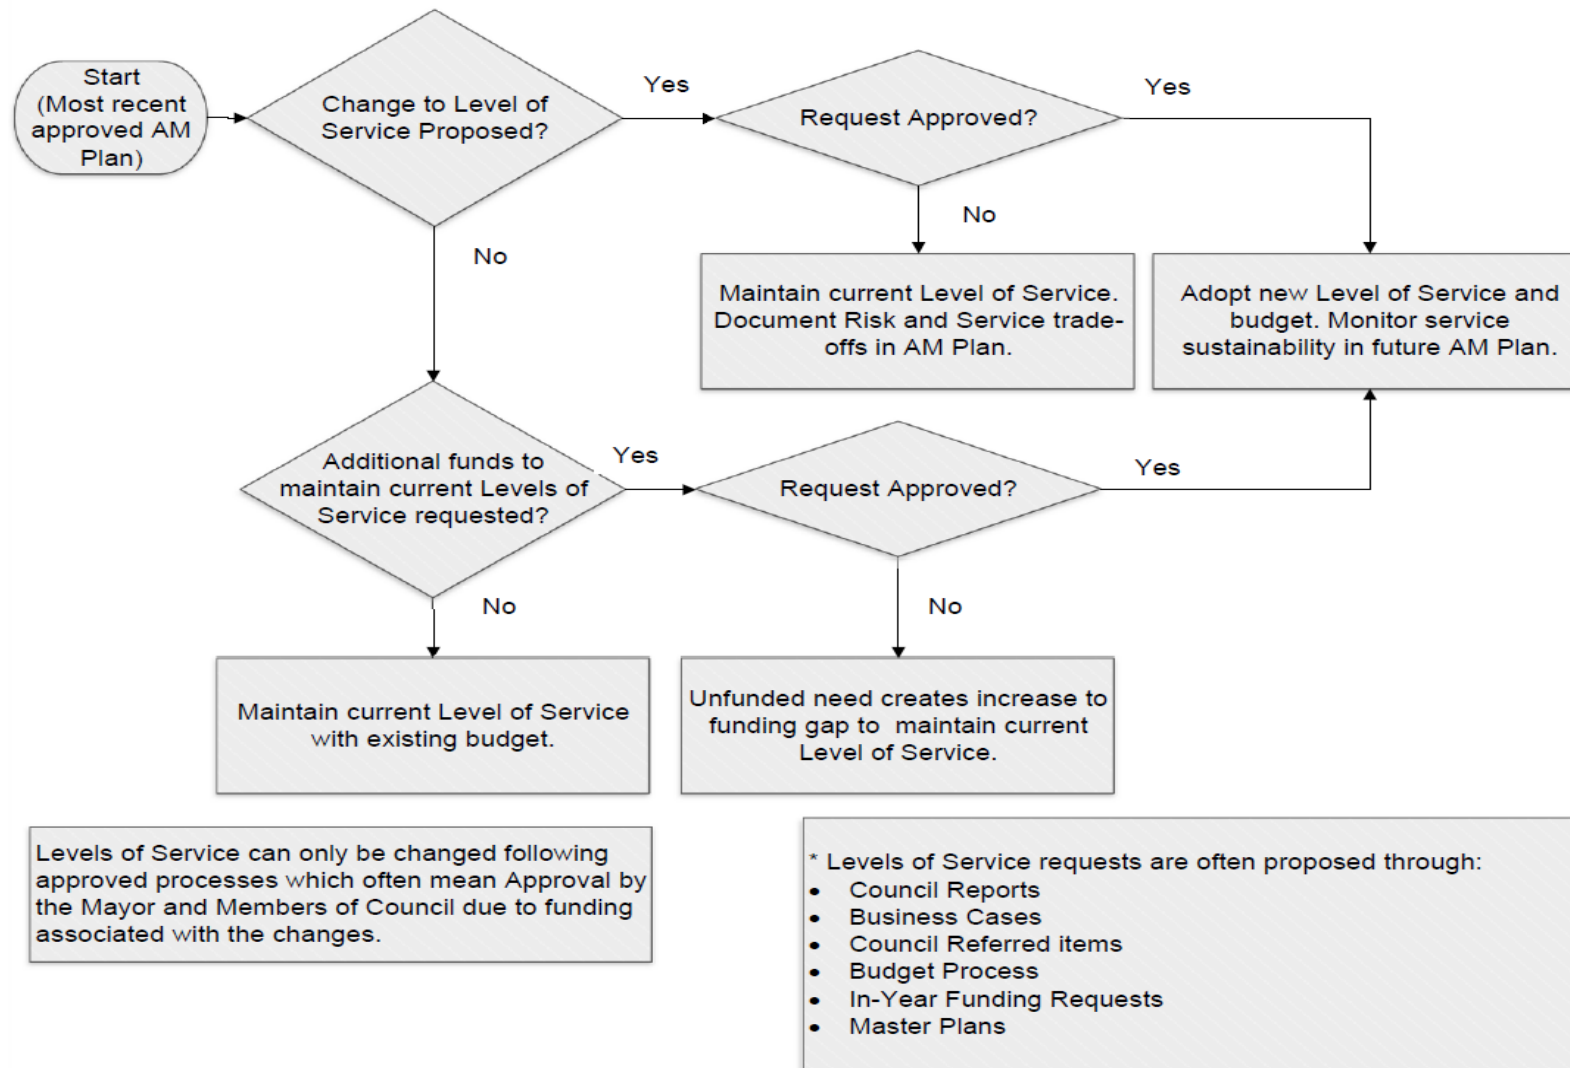 Start
(Most recent
approved AM
Plan)
Change to Level of
Service Proposed?
Yes
Request Approved?
Yes
No
No
Maintain current Level of Service.
Document Risk and Service trade-
offs in AM Plan.
Adopt new Level of Service and
budget. Monitor service
sustainability in future AM Plan.
Additional funds to
maintain current Levels of
Service requested?
Yes
Request Approved?
Yes
No
No
Maintain current Level of Service
with existing budget.
Unfunded need creates increase to
funding gap to maintain current
Level of Service.
Levels of Service can only be changed following
approved processes which often mean Approval by
the Mayor and Members of Council due to funding
associated with the changes.
* Levels of Service requests are often proposed through:
• Council Reports
• Business Cases
• Council Referred items
• Budget Process
• In-Year Funding Requests
• Master Plans